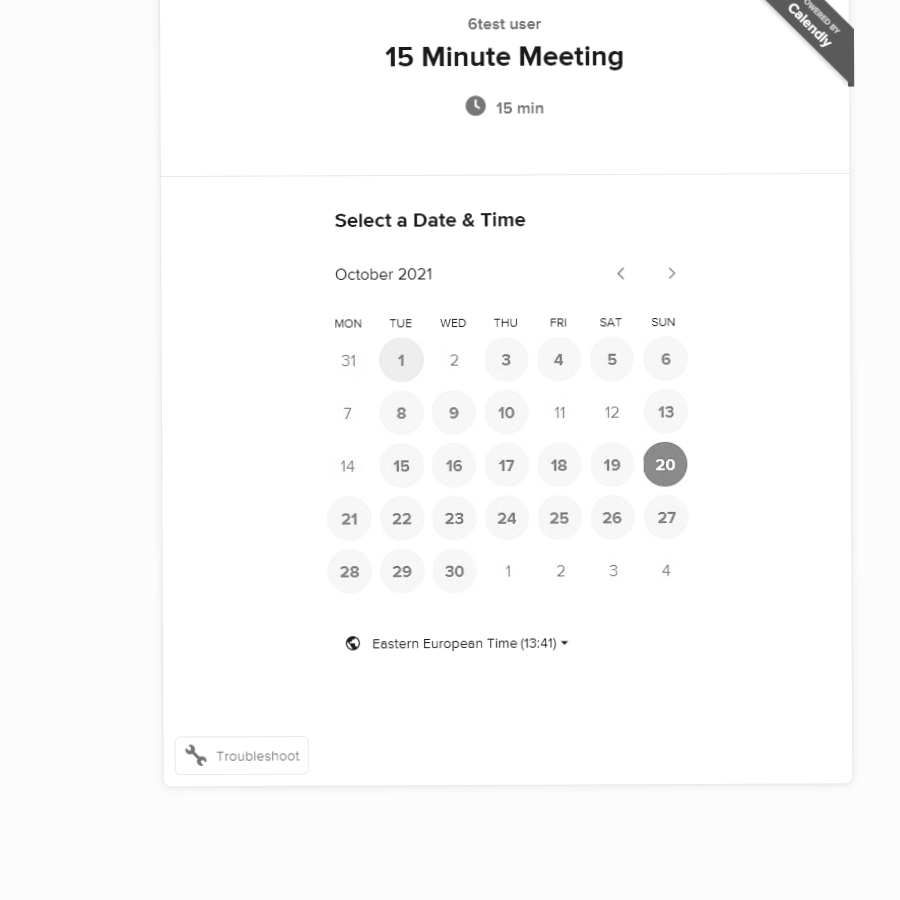 6test user
POWERED BY
Calendly
15 Minute Meeting
15 min
Select a Date & Time
October 2021
MON TUE WED THU FRI SAT SUN
31 1 2 3 4 5 6
7 8 9 10 11 12 13
14 15 16 17 18 19 20
21 22 23 24 25 26 27
28 29 30 1 2 3 4
Eastern European Time (13:41)
Troubleshoot